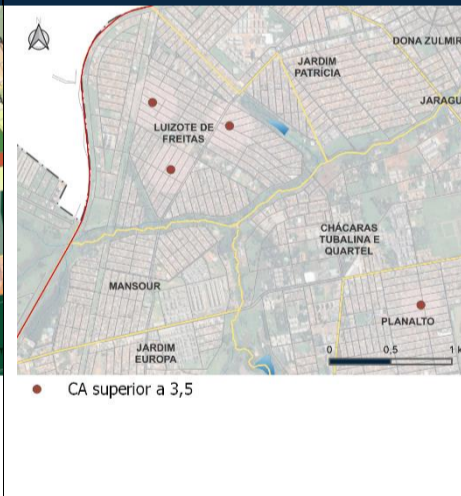 N
DONA ZULMIR
JARDIM
PATRÍCIA
JARAGU
LUIZOTE DE
FREITAS
CHÁCARAS
TUBALINA E
QUARTEL
MANSOUR
PLANALTO
JARDIM
EUROPA
0 0,5 1 k
CA superior a 3,5